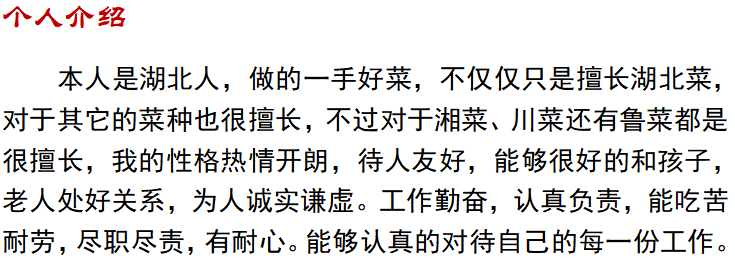 个人介绍
本人是湖北人，做的一手好菜，不仅仅只是擅长湖北菜，
对于其它的菜种也很擅长，不过对于湘菜、川菜还有鲁菜都是
很擅长，我的性格热情开朗，待人友好，能够很好的和孩子，
老人处好关系，为人诚实谦虚。工作勤奋，认真负责，能吃苦
耐劳，尽职尽责，有耐心。能够认真的对待自己的每一份工作。